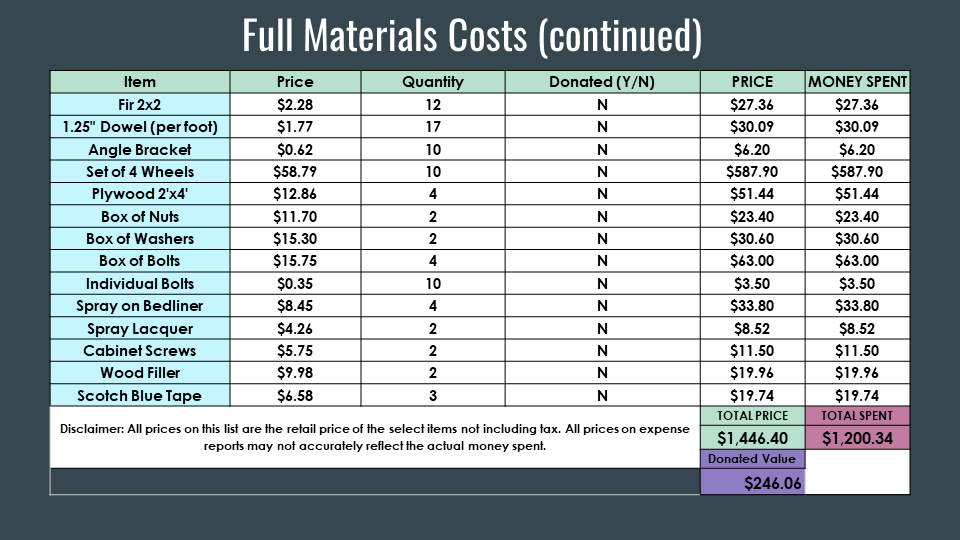 Full Materials Costs (continued)
Item Price Quantity Donated (Y/N) PRICE MONEY SPENT
Fir 2x2 $2.28 12 N $27.36 $27.36
1.25" Dowel (per foot) $1.77 17 N $30.09 $30.09
Angle Bracket $0.62 10 N $6.20 $6.20
Set of 4 Wheels $58.79 10 N $587.90 $587.90
Plywood 2'x4' $12.86 4 N $51.44 $51.44
Box of Nuts $11.70 2 N $23.40 $23.40
Box of Washers $15.30 2 N $30.60 $30.60
Box of Bolts $15.75 4 N $63.00 $63.00
Individual Bolts $0.35 10 N $3.50 $3.50
Spray on Bedliner $8.45 4 N $33.80 $33.80
Spray Lacquer $4.26 2 N $8.52 $8.52
Cabinet Screws $5.75 2 N $11.50 $11.50
Wood Filler $9.98 2 N $19.96 $19.96
Scotch Blue Tape $6.58 3 N $19.74 $19.74
Disclaimer: All prices on this list are the retail price of the select items not including tax. All prices on expense
reports may not accurately reflect the actual money spent.
TOTAL PRICE TOTAL SPENT
$1,446.40 $1,200.34
Donated Value
$246.06